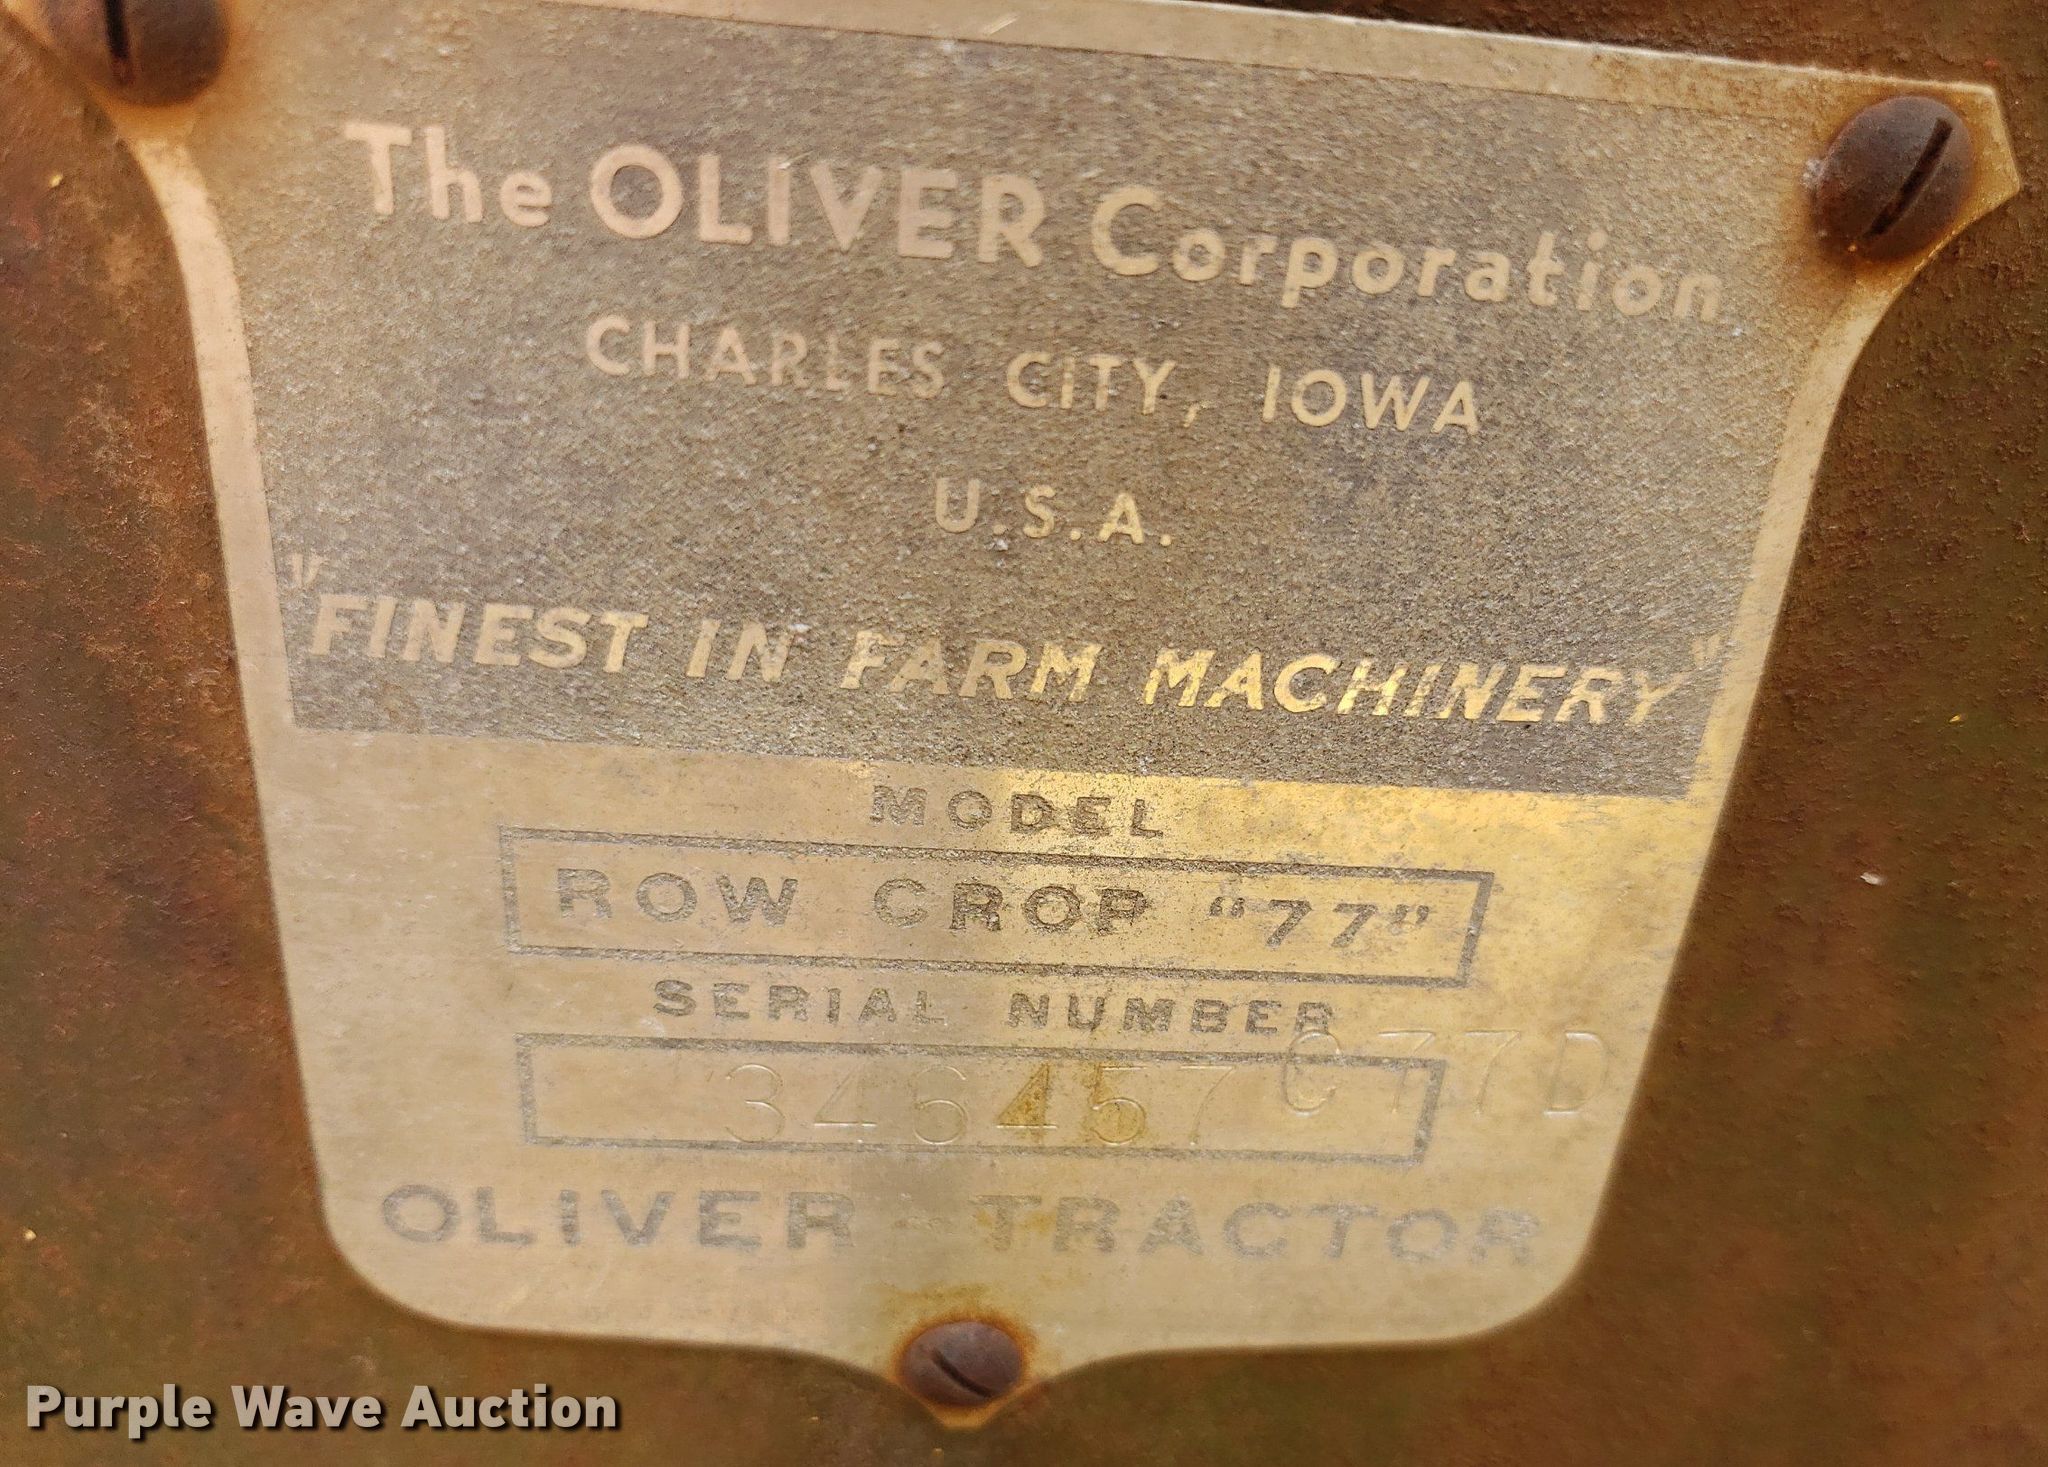 The OLIVER Corporation
CHARLES CITY, IOWA
U.S.A.
"FINEST IN FARM MACHINERY"
MODEL
ROW CROP "77"
SERIAL NUMBER
346457 C77D
OLIVER TRACTOR
Purple Wave Auction